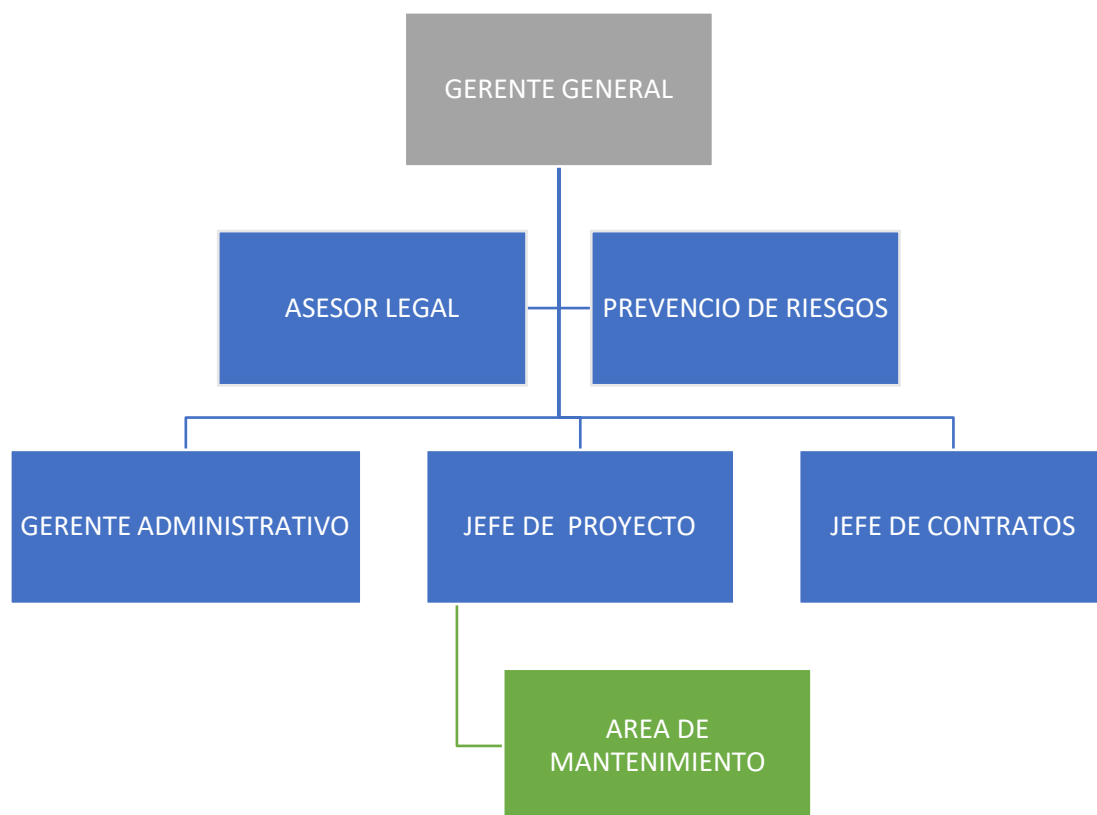 GERENTE GENERAL
ASESOR LEGAL
PREVENCIO DE RIESGOS
GERENTE ADMINISTRATIVO
JEFE DE  PROYECTO
JEFE DE CONTRATOS
AREA DE
MANTENIMIENTO